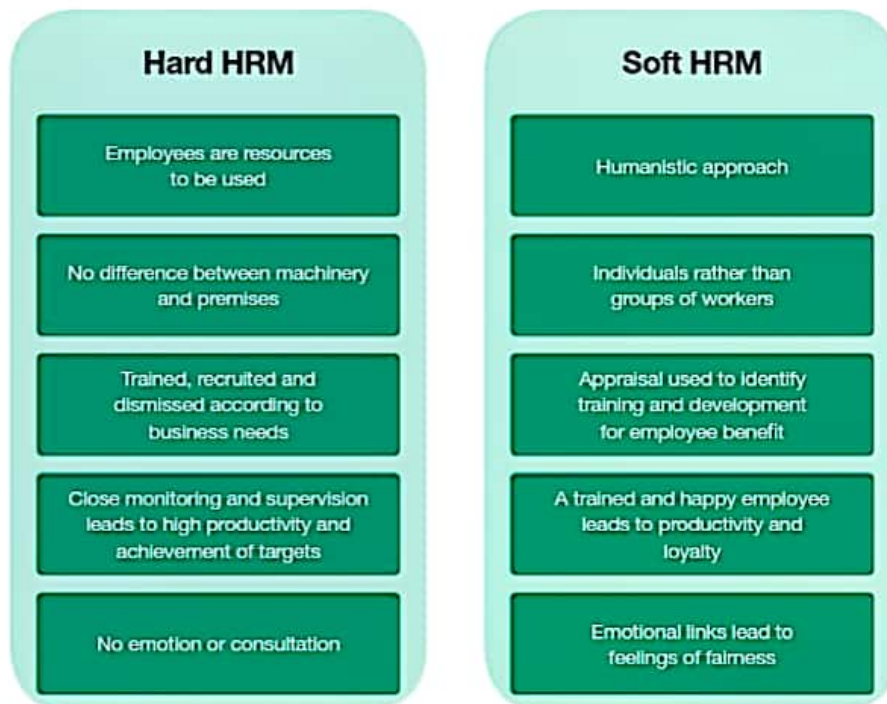 Hard HRM
Employees are resources
to be used
No difference between machinery
and premises
Trained, recruited and
dismissed according to
business needs
Close monitoring and supervision
leads to high productivity and
achievement of targets
No emotion or consultation
Soft HRM
Humanistic approach
Individuals rather than
groups of workers
Appraisal used to identify
training and development
for employee benefit
A trained and happy employee
leads to productivity and
loyalty
Emotional links lead to
feelings of fairness